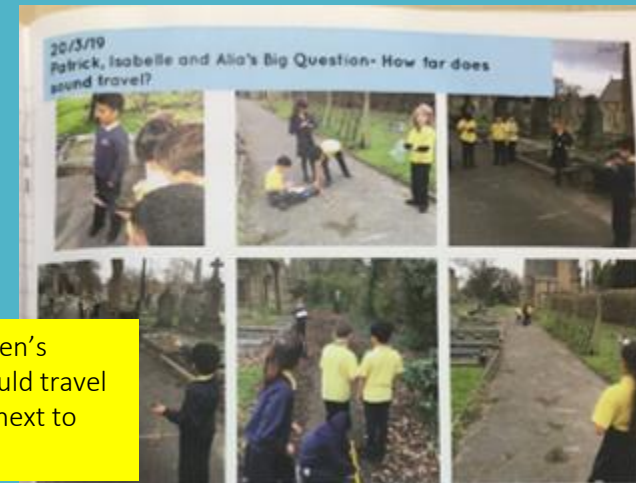 20/3/19
Patrick, Isabelle and Alia's Big Question- How far does
sound travel?
en's
uld travel
next to